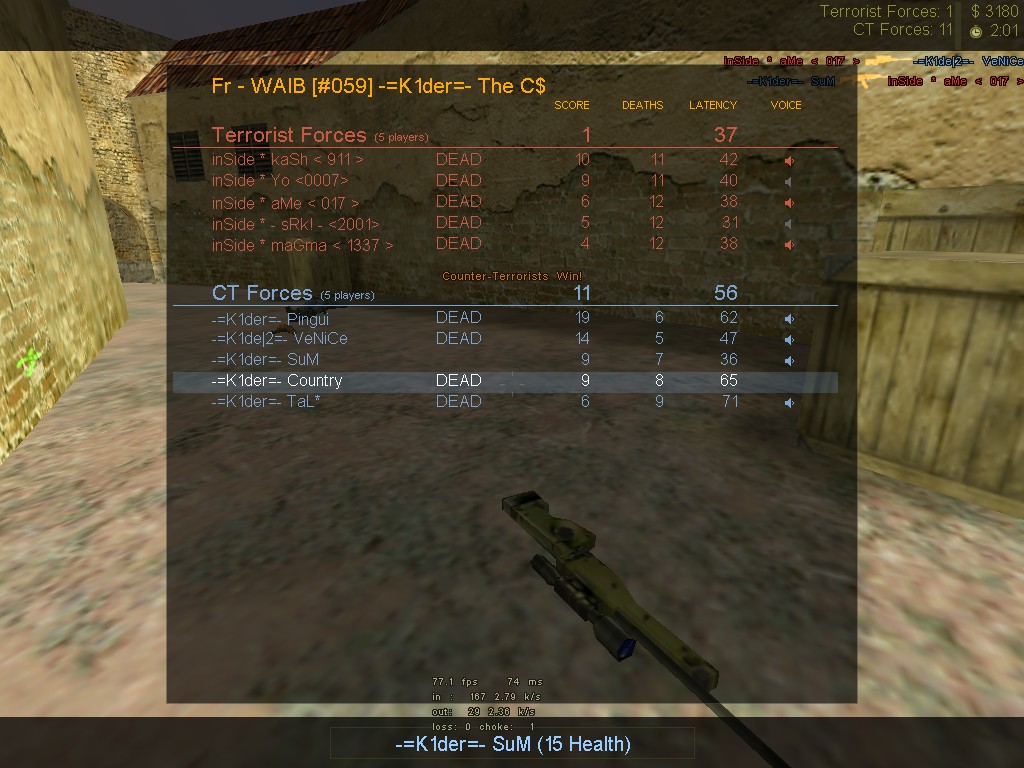 Terrorist Forces: 1 $ 3180
CT Forces: 11 2:01
inSide * aMe < 017 > -=K1de|2=- VeNiCe
-=K1der=- SuM inSide * aMe < 017 >
Fr - WAIB [#059] -=K1der=- The C$
SCORE DEATHS LATENCY VOICE
Terrorist Forces (5 players) 1 37
inSide * kaSh < 911 > DEAD 10 11 42
inSide * Yo <0007> DEAD 9 11 40
inSide * aMe < 017 > DEAD 6 12 38
inSide * - sRkI - <2001> DEAD 5 12 31
inSide * maGma < 1337 > DEAD 4 12 38
Counter-Terrorists Win!
CT Forces (5 players) 11 56
-=K1der=- Pingui DEAD 19 6 62
-=K1de|2=- VeNiCe DEAD 14 5 47
-=K1der=- SuM 9 7 36
-=K1der=- Country DEAD 9 8 65
-=K1der=- TaL* DEAD 6 9 71
77.1 fps 74 ms
in : 167 2.79 k/s
out: 29 2.36 k/s
loss: 0 choke: 1
-=K1der=- SuM (15 Health)